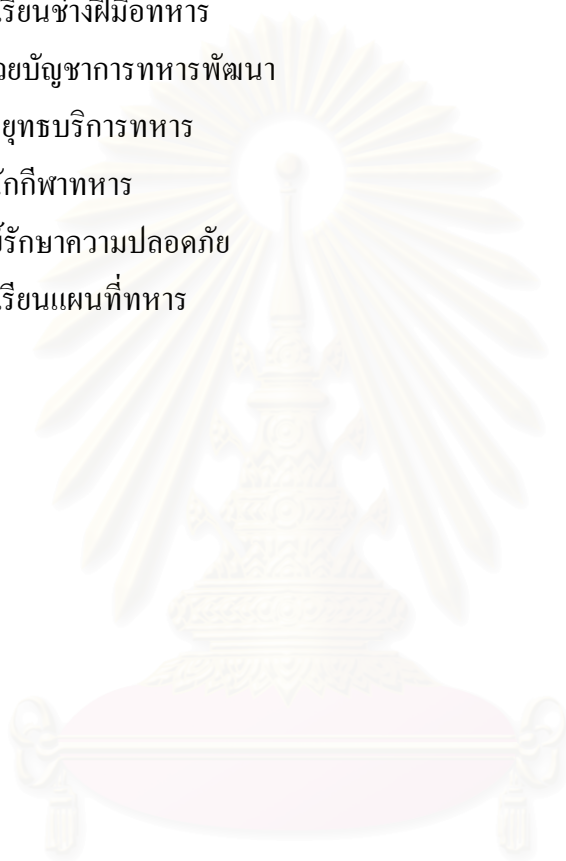 เรียนช่างฝีมือทหาร
วยบัญชาการทหารพัฒนา
ยุทธบริการทหาร
กกีฬาทหาร
รักษาความปลอดภัย
เรียนแผนที่ทหาร